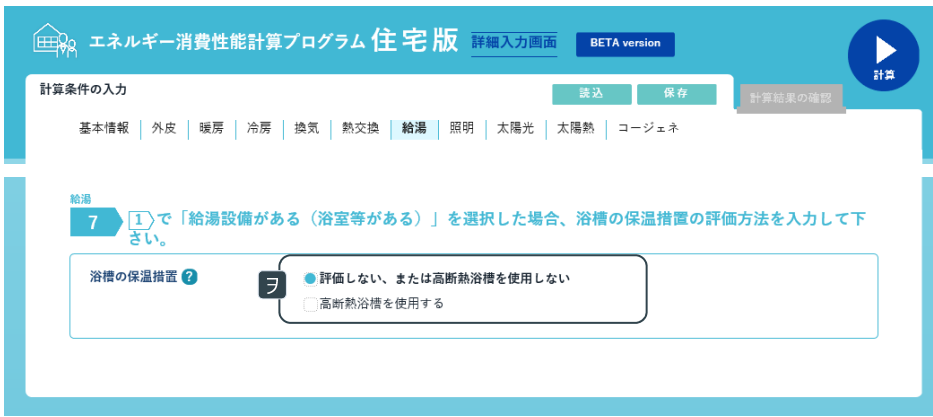 エネルギー消費性能計算プログラム 住宅版 詳細入力画面 BETA version
計算
計算条件の入力 読込 保存 計算結果の確認
基本情報 外皮 暖房 冷房 換気 熱交換 給湯 照明 太陽光 太陽熱 コージェネ
給湯
7 1で「給湯設備がある（浴室等がある）」を選択した場合、浴槽の保温措置の評価方法を入力して下
さい。
浴槽の保温措置 ? ヲ 評価しない、または高断熱浴槽を使用しない
高断熱浴槽を使用する